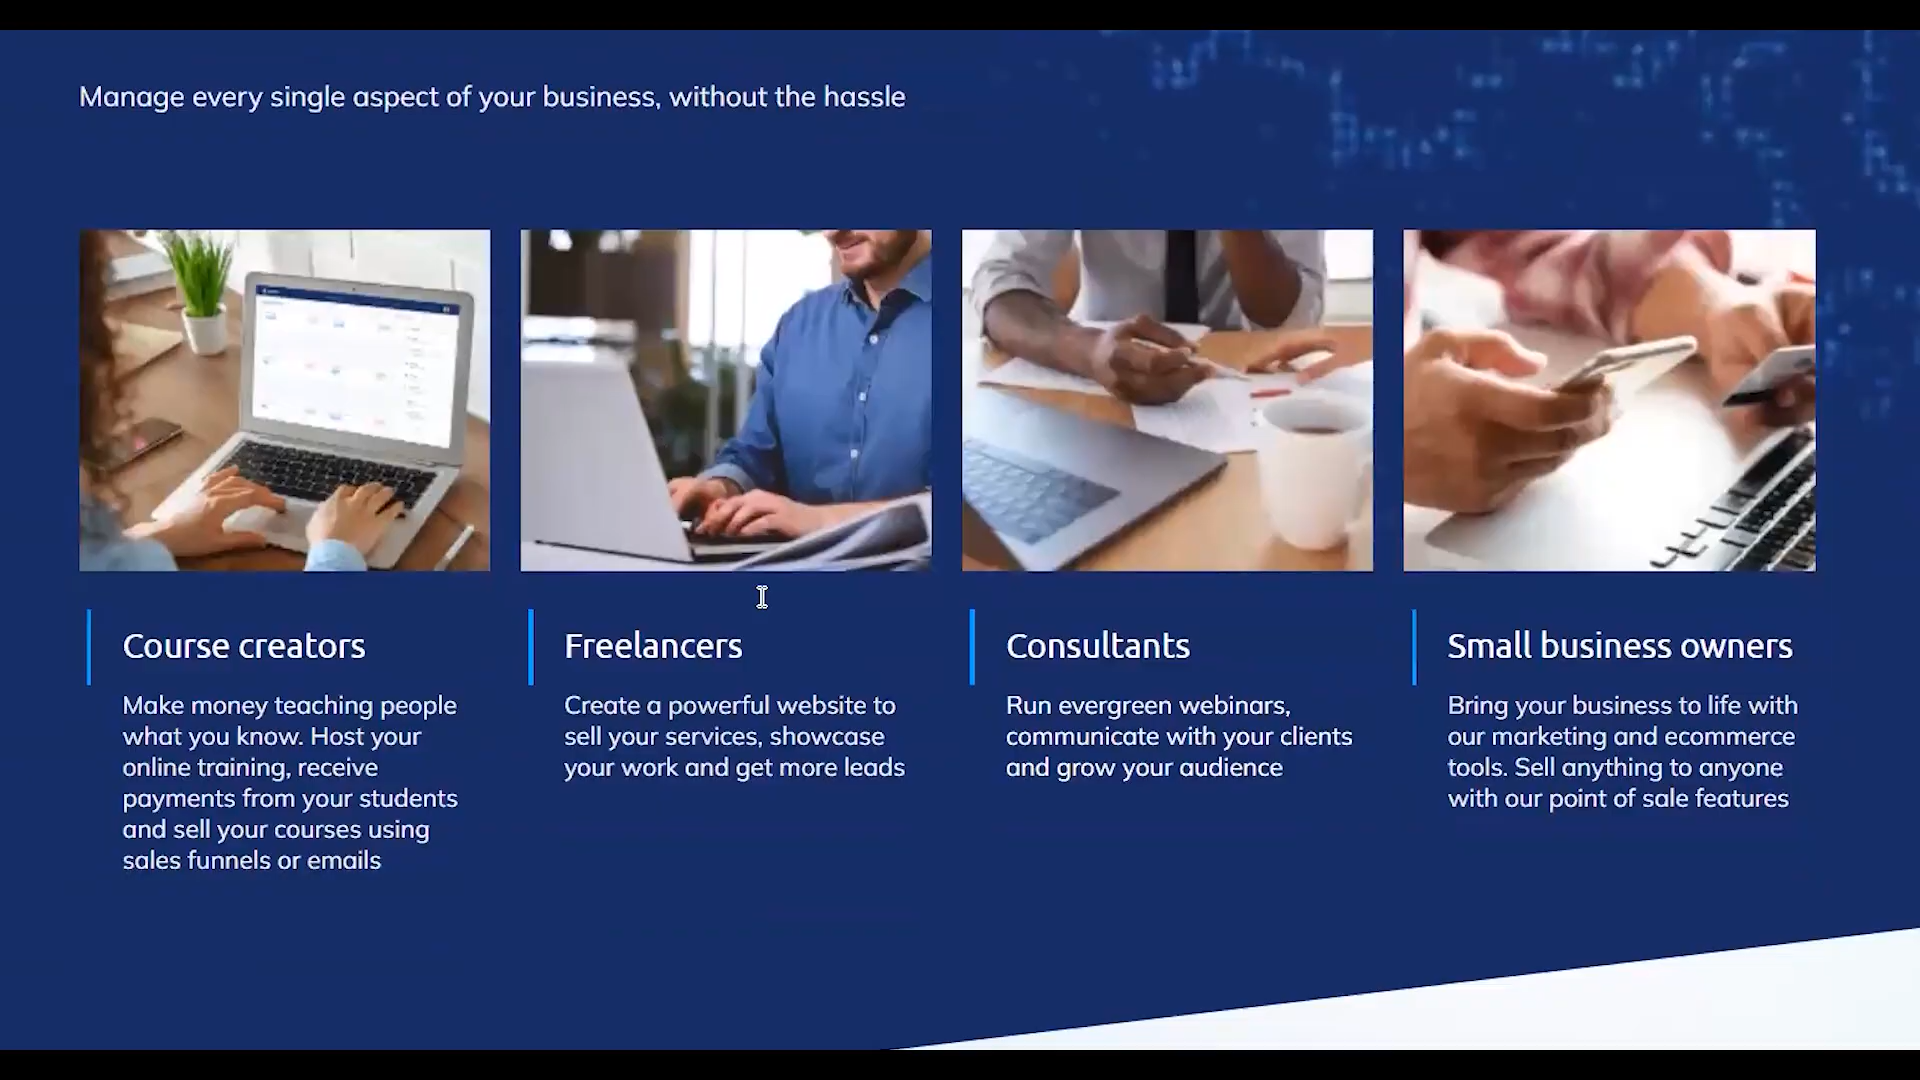 Manage every single aspect of your business, without the hassle
Course creators
Make money teaching people
what you know. Host your
online training, receive
payments from your students
and sell your courses using
sales funnels or emails
Freelancers
Create a powerful website to
sell your services, showcase
your work and get more leads
Consultants
Run evergreen webinars,
communicate with your clients
and grow your audience
Small business owners
Bring your business to life with
our marketing and ecommerce
tools. Sell anything to anyone
with our point of sale features